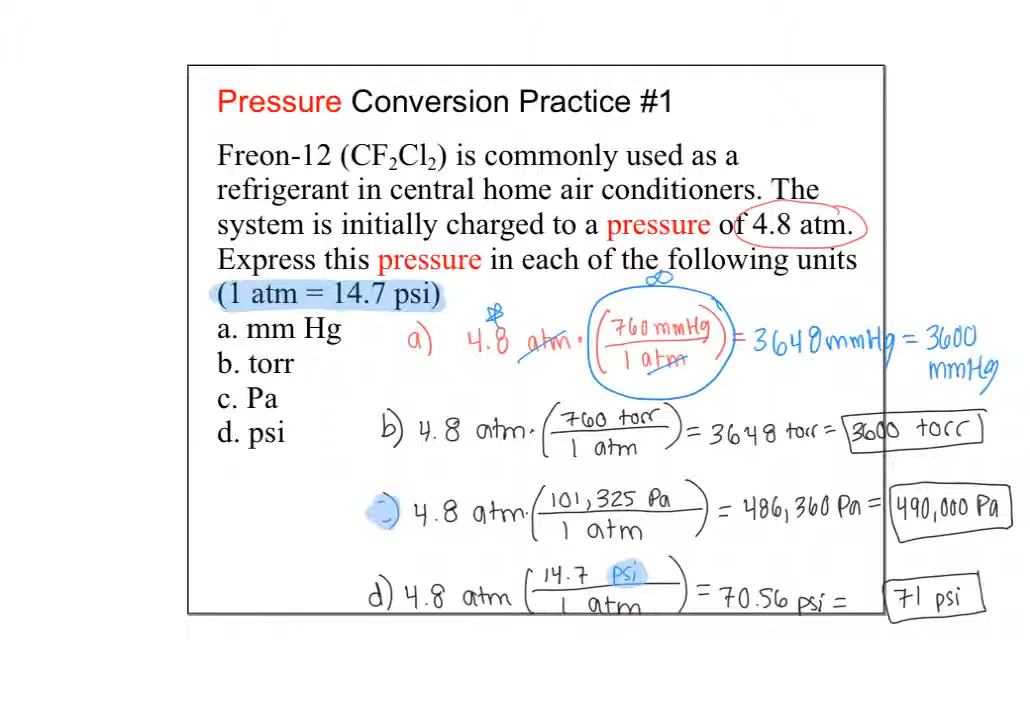 Pressure Conversion Practice #1
Freon-12 (CF₂Cl₂) is commonly used as a
refrigerant in central home air conditioners. The
system is initially charged to a pressure of 4.8 atm.
Express this pressure in each of the following units
(1 atm = 14.7 psi)
a. mm Hg
b. torr
c. Pa
d. psi
∞
a) 4.8 atm · (760 mmHg / 1 atm) = 3648 mmHg = 3600 mmHg
b) 4.8 atm · (760 torr / 1 atm) = 3648 torr = 3600 torr
c) 4.8 atm · (101,325 Pa / 1 atm) = 486,360 Pa = 490,000 Pa
d) 4.8 atm (14.7 psi / 1 atm) = 70.56 psi = 71 psi